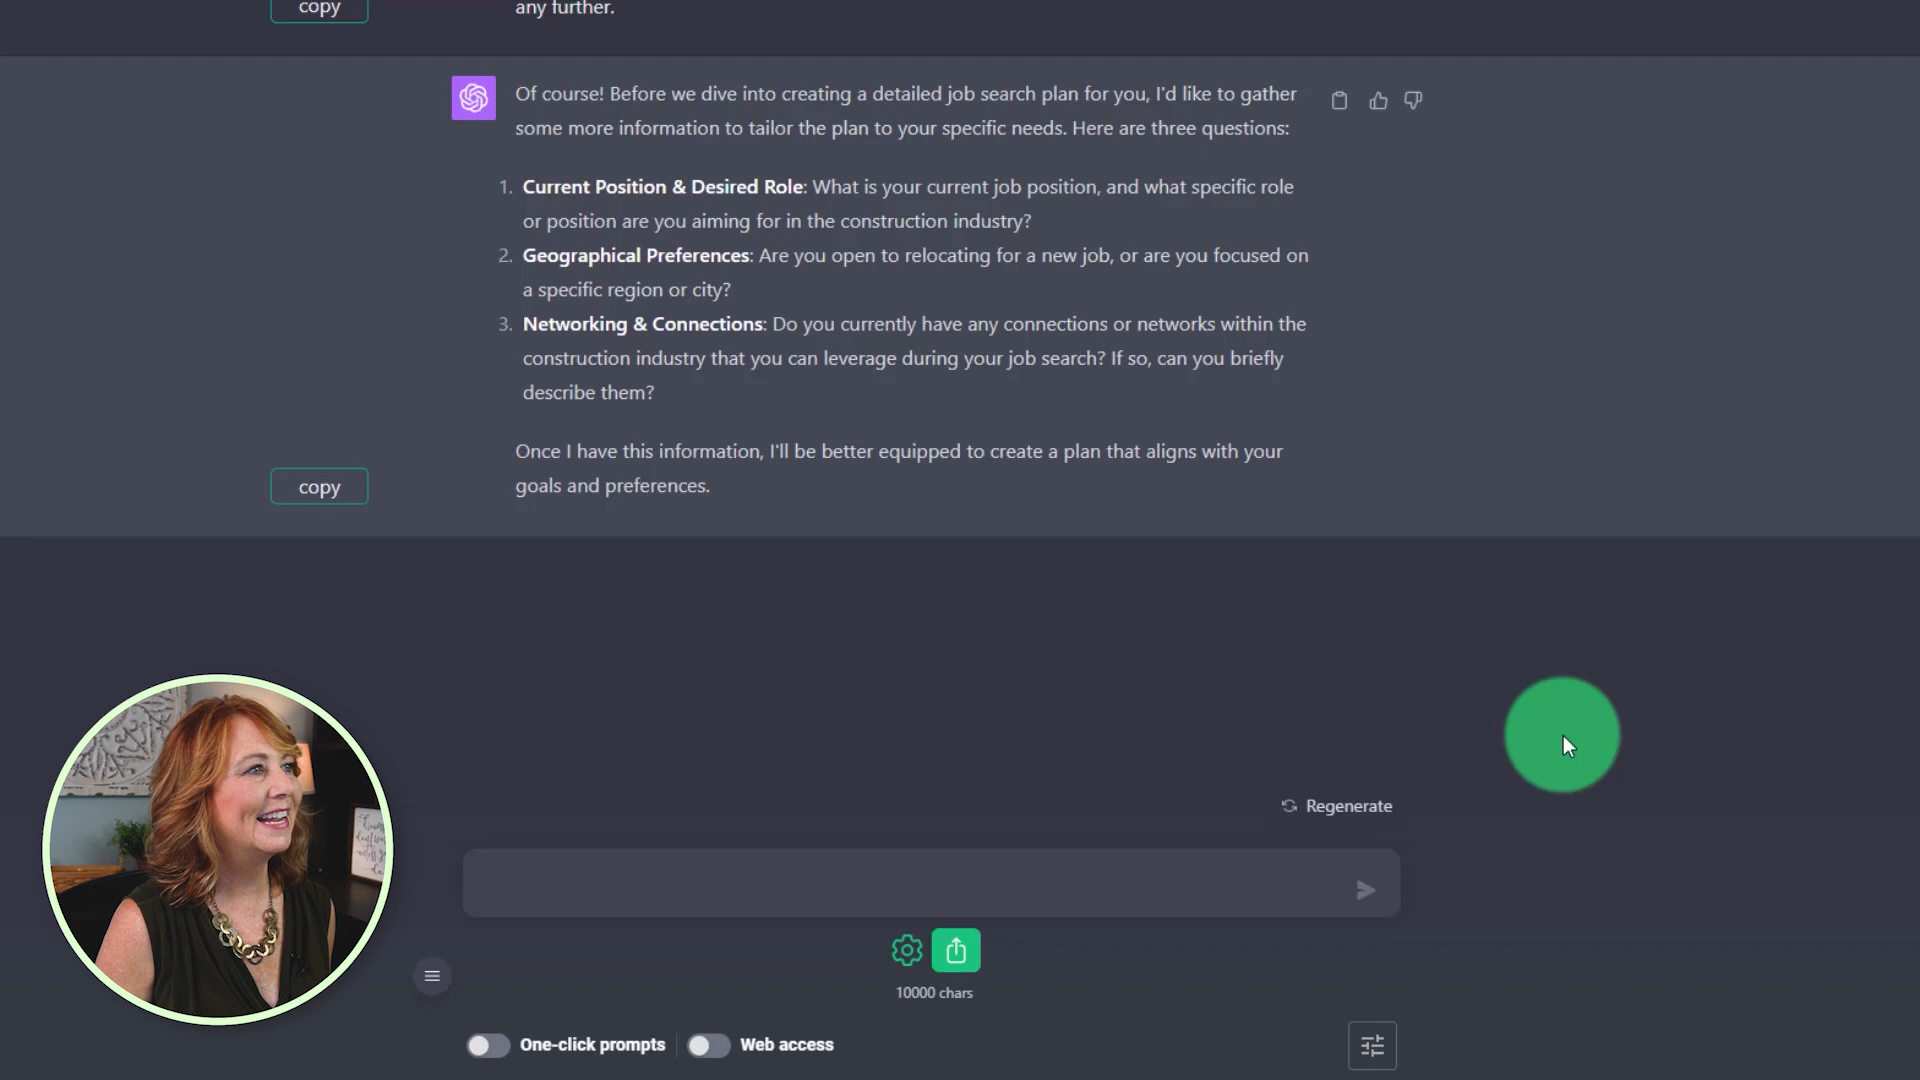 copy
any further.
Of course! Before we dive into creating a detailed job search plan for you, I'd like to gather
some more information to tailor the plan to your specific needs. Here are three questions:
1. Current Position & Desired Role: What is your current job position, and what specific role
or position are you aiming for in the construction industry?
2. Geographical Preferences: Are you open to relocating for a new job, or are you focused on
a specific region or city?
3. Networking & Connections: Do you currently have any connections or networks within the
construction industry that you can leverage during your job search? If so, can you briefly
describe them?
Once I have this information, I'll be better equipped to create a plan that aligns with your
goals and preferences.
copy
Regenerate
10000 chars
One-click prompts
Web access